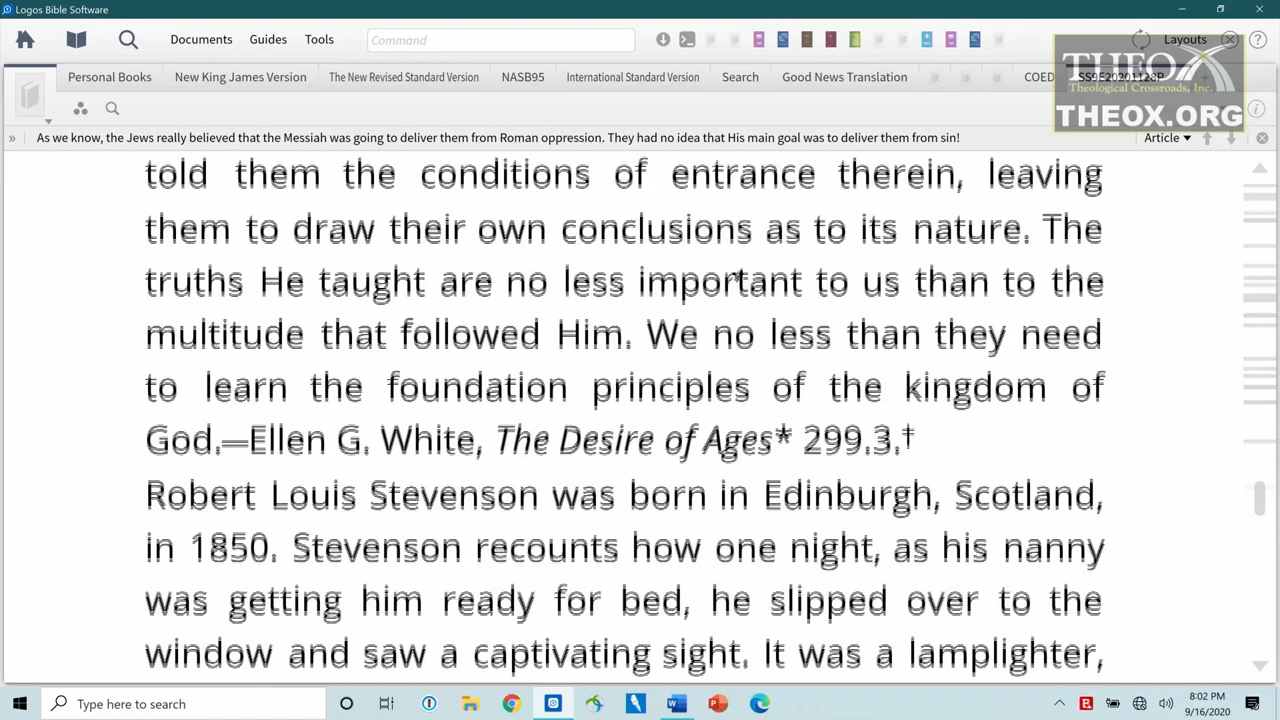 Logos Bible Software
Documents Guides Tools Command Layouts
Personal Books New King James Version The New Revised Standard Version NASB95 International Standard Version Search Good News Translation COED SS9E20201128P
THEOX
Theological Crossroads, Inc.
THEOX.ORG
» As we know, the Jews really believed that the Messiah was going to deliver them from Roman oppression. They had no idea that His main goal was to deliver them from sin! Article
told them the conditions of entrance therein, leaving
them to draw their own conclusions as to its nature. The
truths He taught are no less important to us than to the
multitude that followed Him. We no less than they need
to learn the foundation principles of the kingdom of
God.—Ellen G. White, The Desire of Ages* 299.3.†
Robert Louis Stevenson was born in Edinburgh, Scotland,
in 1850. Stevenson recounts how one night, as his nanny
was getting him ready for bed, he slipped over to the
window and saw a captivating sight. It was a lamplighter,
Type here to search
8:02 PM
9/16/2020